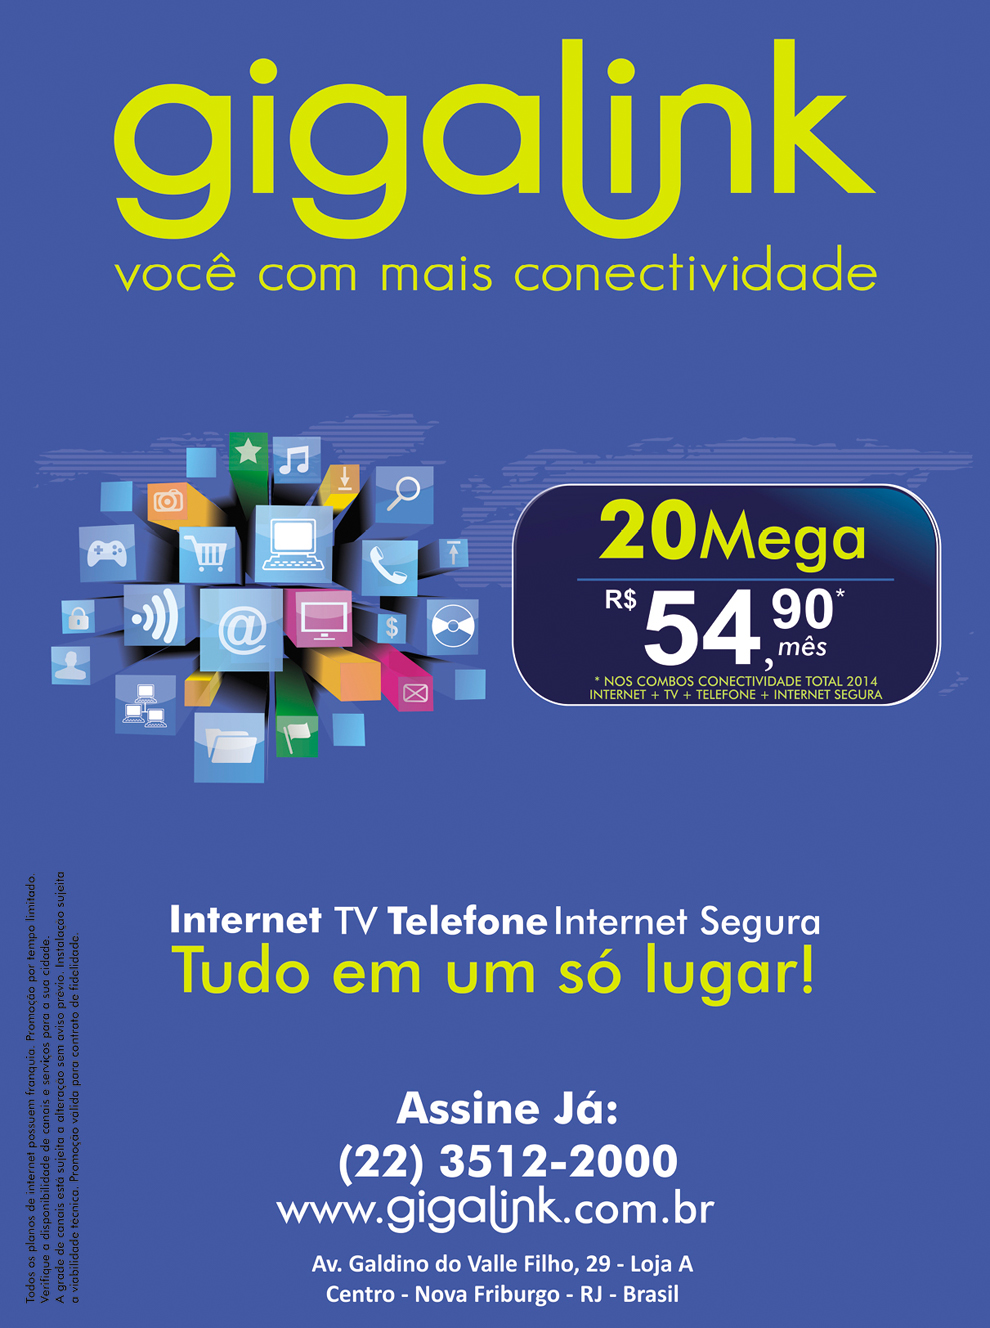 gigalink
você com mais conectividade
20Mega
R$ 54,90* mês
* NOS COMBOS CONECTIVIDADE TOTAL 2014
INTERNET + TV + TELEFONE + INTERNET SEGURA
Internet TV Telefone Internet Segura
Tudo em um só lugar!
Assine Já:
(22) 3512-2000
www.gigalink.com.br
Av. Galdino do Valle Filho, 29 - Loja A
Centro - Nova Friburgo - RJ - Brasil
Todos os planos de internet possuem franquia. Promoção por tempo limitado.
Verifique a disponibilidade de canais e serviços para a sua cidade.
A grade de canais está sujeita a alteração sem aviso prévio. Instalação sujeita
a viabilidade tecnica. Promoção valida para contrato de fidelidade.